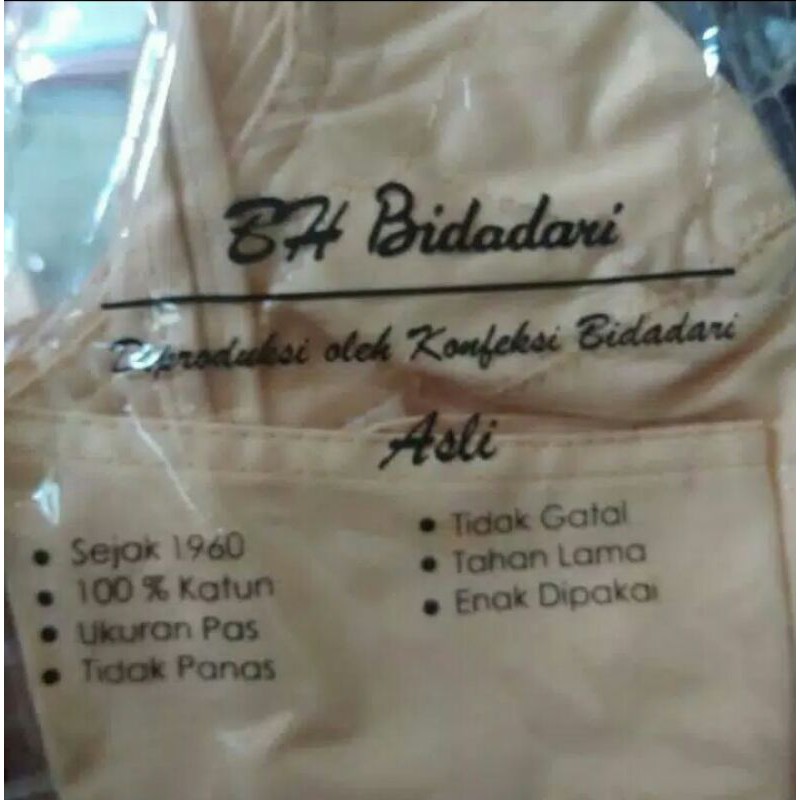 BH Bidadari
Diproduksi oleh Konfeksi Bidadari
Asli
• Sejak 1960
• 100 % Katun
• Ukuran Pas
• Tidak Panas
• Tidak Gatal
• Tahan Lama
• Enak Dipakai